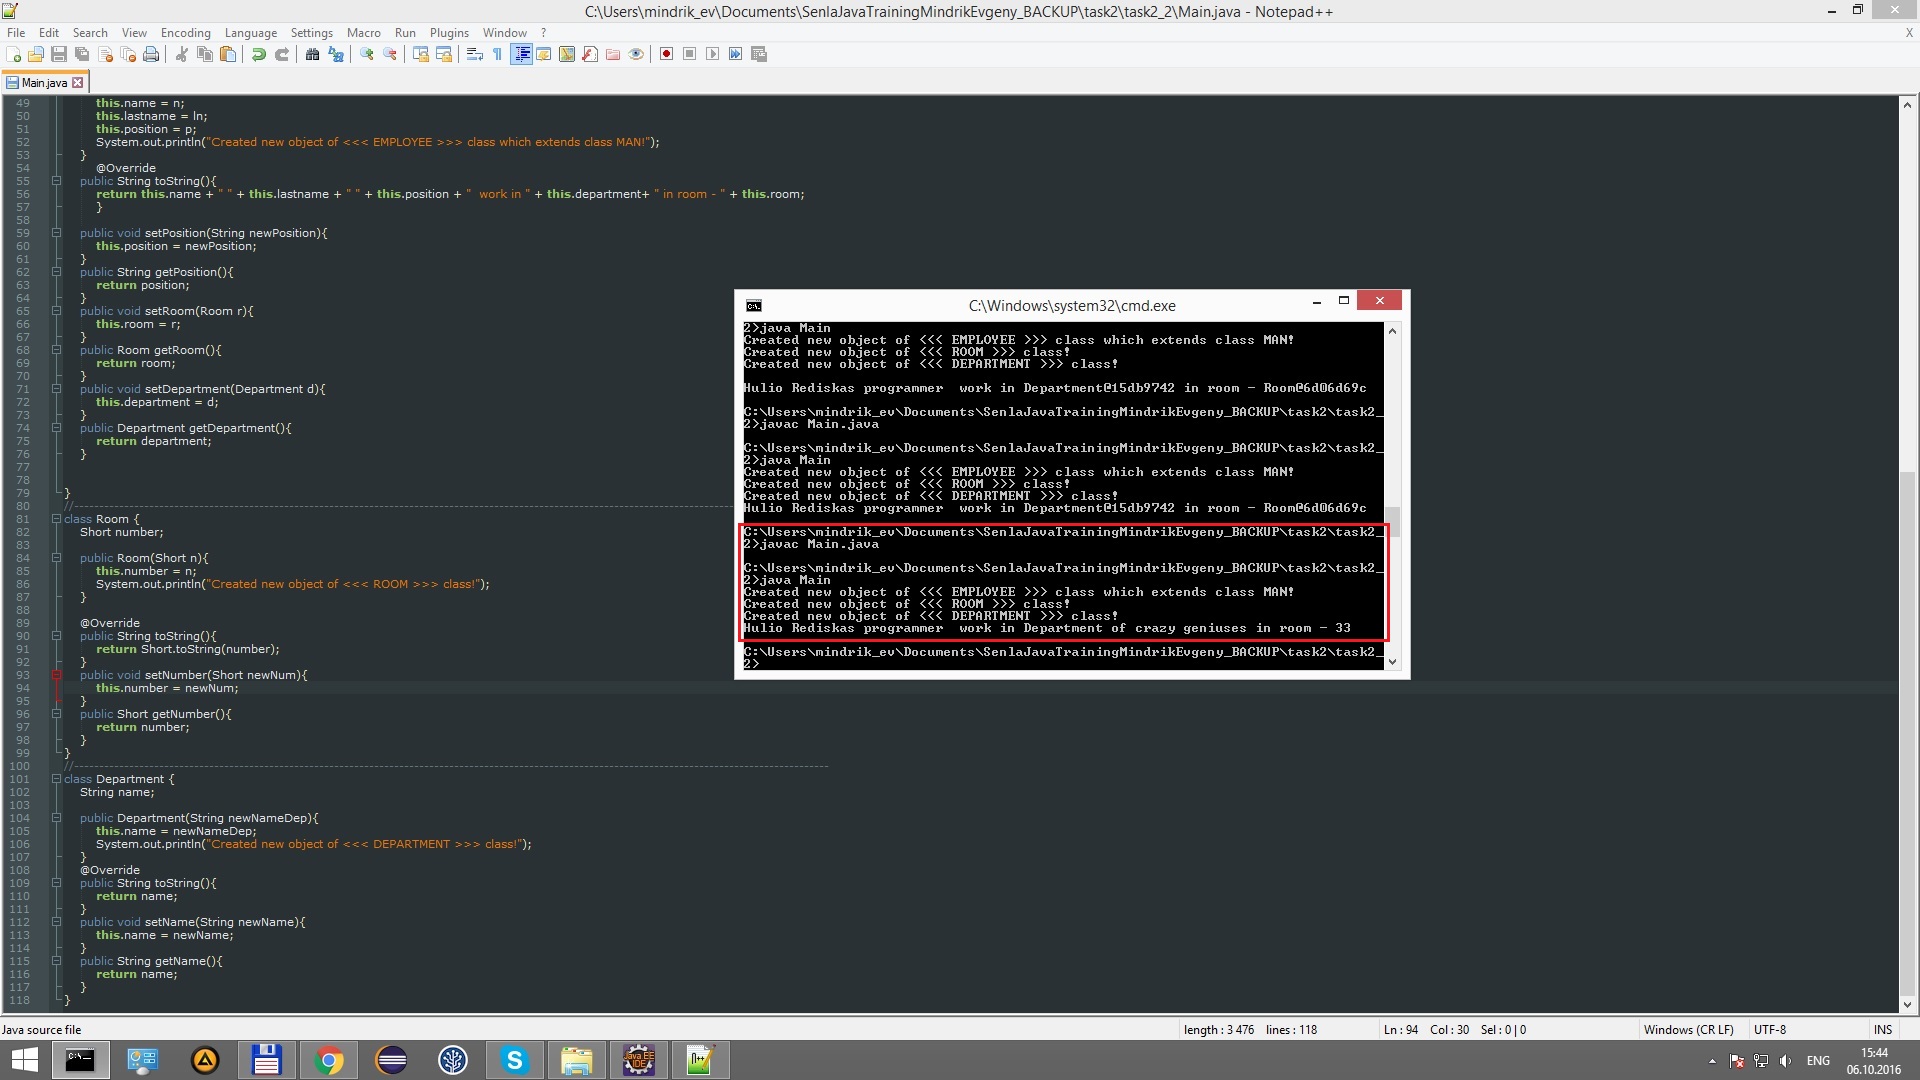 C:\Users\mindrik_ev\Documents\SenlaJavaTrainingMindrikEvgeny_BACKUP\task2\task2_2\Main.java - Notepad++
File Edit Search View Encoding Language Settings Macro Run Plugins Window ? X
Main.java
49 this.name = n;
50 this.lastname = ln;
51 this.position = p;
52 System.out.println("Created new object of <<< EMPLOYEE >>> class which extends class MAN!");
53 }
54 @Override
55 public String toString(){
56 return this.name + " " + this.lastname + " " + this.position + "  work in " + this.department+ " in room - " + this.room;
57 }
58
59 public void setPosition(String newPosition){
60 this.position = newPosition;
61 }
62 public String getPosition(){
63 return position;
64 }
65 public void setRoom(Room r){
66 this.room = r;
67 }
68 public Room getRoom(){
69 return room;
70 }
71 public void setDepartment(Department d){
72 this.department = d;
73 }
74 public Department getDepartment(){
75 return department;
76 }
77
78
79 }
80 //------------------------------------------------------------
81 class Room {
82 Short number;
83
84 public Room(Short n){
85 this.number = n;
86 System.out.println("Created new object of <<< ROOM >>> class!");
87 }
88
89 @Override
90 public String toString(){
91 return Short.toString(number);
92 }
93 public void setNumber(Short newNum){
94 this.number = newNum;
95 }
96 public Short getNumber(){
97 return number;
98 }
99 }
100 //------------------------------------------------------------
101 class Department {
102 String name;
103
104 public Department(String newNameDep){
105 this.name = newNameDep;
106 System.out.println("Created new object of <<< DEPARTMENT >>> class!");
107 }
108 @Override
109 public String toString(){
110 return name;
111 }
112 public void setName(String newName){
113 this.name = newName;
114 }
115 public String getName(){
116 return name;
117 }
118 }
C:\Windows\system32\cmd.exe
2>java Main
Created new object of <<< EMPLOYEE >>> class which extends class MAN!
Created new object of <<< ROOM >>> class!
Created new object of <<< DEPARTMENT >>> class!
Hulio Rediskas programmer  work in Department@15db9742 in room - Room@6d06d69c
C:\Users\mindrik_ev\Documents\SenlaJavaTrainingMindrikEvgeny_BACKUP\task2\task2_
2>javac Main.java
C:\Users\mindrik_ev\Documents\SenlaJavaTrainingMindrikEvgeny_BACKUP\task2\task2_
2>java Main
Created new object of <<< EMPLOYEE >>> class which extends class MAN!
Created new object of <<< ROOM >>> class!
Created new object of <<< DEPARTMENT >>> class!
Hulio Rediskas programmer  work in Department@15db9742 in room - Room@6d06d69c
C:\Users\mindrik_ev\Documents\SenlaJavaTrainingMindrikEvgeny_BACKUP\task2\task2_
2>javac Main.java
C:\Users\mindrik_ev\Documents\SenlaJavaTrainingMindrikEvgeny_BACKUP\task2\task2_
2>java Main
Created new object of <<< EMPLOYEE >>> class which extends class MAN!
Created new object of <<< ROOM >>> class!
Created new object of <<< DEPARTMENT >>> class!
Hulio Rediskas programmer  work in Department of crazy geniuses in room - 33
C:\Users\mindrik_ev\Documents\SenlaJavaTrainingMindrikEvgeny_BACKUP\task2\task2_
2>
Java source file length : 3 476 lines : 118 Ln : 94 Col : 30 Sel : 0 | 0 Windows (CR LF) UTF-8 INS
Java EE
IDE
ENG
15:44
06.10.2016